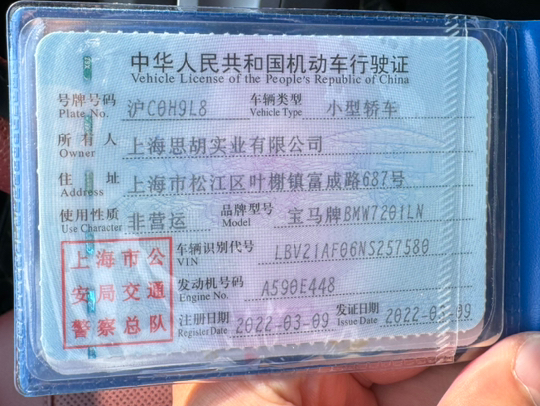 中华人民共和国机动车行驶证
Vehicle License of the People's Republic of China
号牌号码 沪C0H9L8 车辆类型 小型轿车
Plate No. Vehicle Type
所有人 上海思胡实业有限公司
Owner
住址 上海市松江区叶榭镇富成路687号
Address
使用性质 非营运 品牌型号 宝马牌BMW7201LN
Use Character Model
上海市公安局交通警察总队
车辆识别代号 LBV21AF06NS257580
VIN
发动机号码 A590E448
Engine No.
注册日期 2022-03-09 发证日期 2022-03-09
Register Date Issue Date